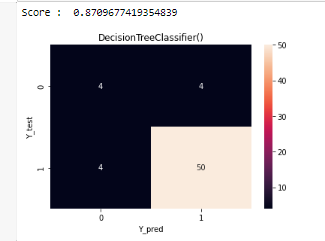 Score : 0.8709677419354839
DecisionTreeClassifier()
50
40
30
20
10
Y_test
0
4 4
1
4 50
0 1
Y_pred